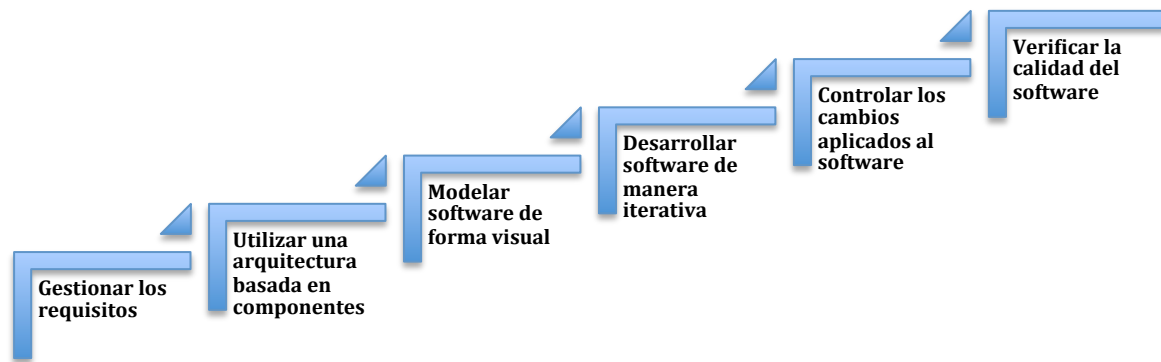 Gestionar los
requisitos
Utilizar una
arquitectura
basada en
componentes
Modelar
software de
forma visual
Desarrollar
software de
manera
iterativa
Controlar los
cambios
aplicados al
software
Verificar la
calidad del
software